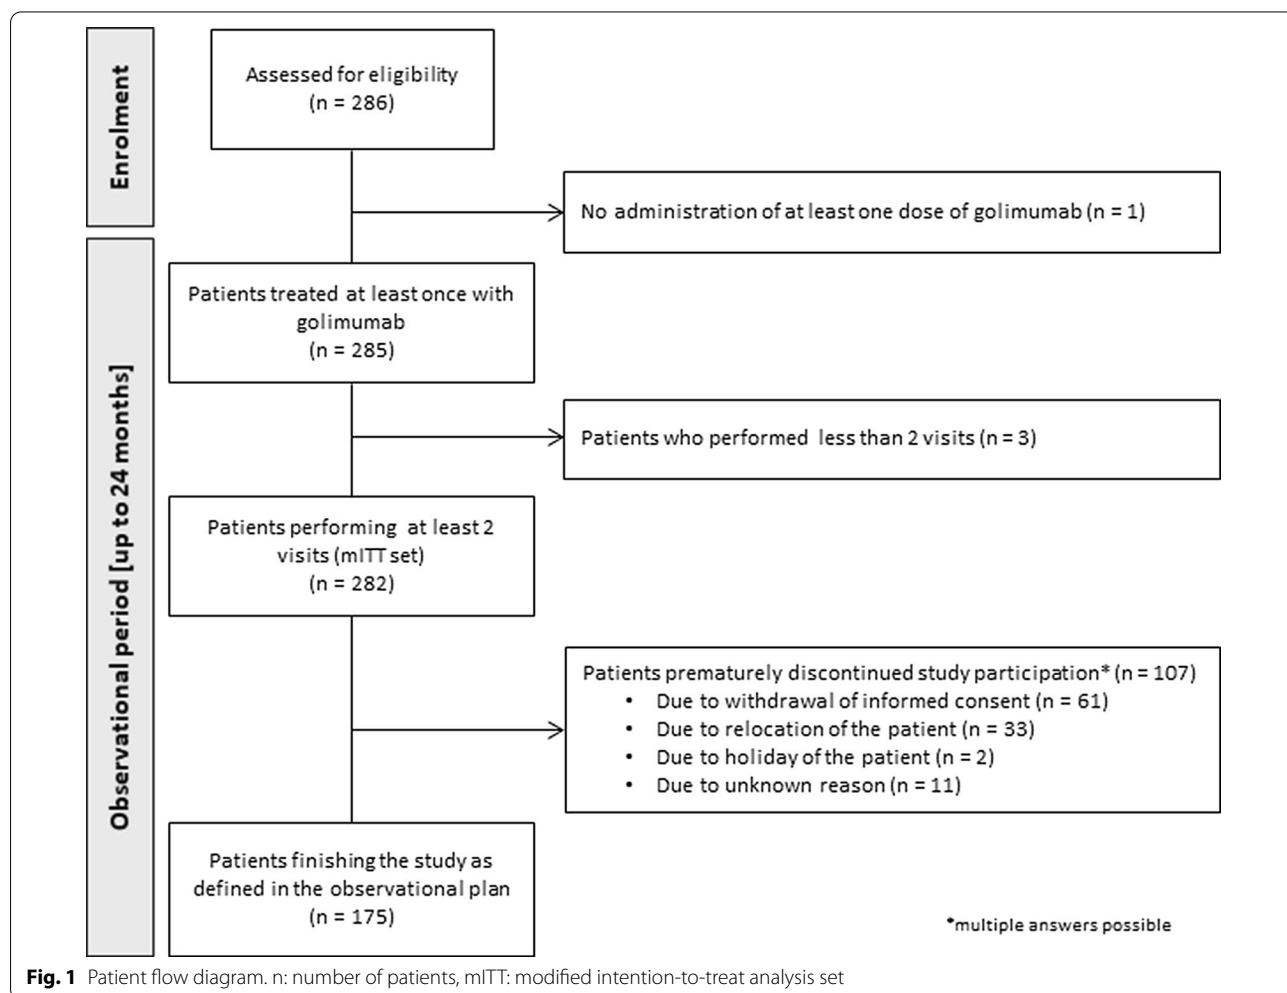 Enrolment
Assessed for eligibility
(n = 286)
No administration of at least one dose of golimumab (n = 1)
Observational period [up to 24 months]
Patients treated at least once with
golimumab
(n = 285)
Patients who performed less than 2 visits (n = 3)
Patients performing at least 2
visits (mITT set)
(n = 282)
Patients prematurely discontinued study participation* (n = 107)
• Due to withdrawal of informed consent (n = 61)
• Due to relocation of the patient (n = 33)
• Due to holiday of the patient (n = 2)
• Due to unknown reason (n = 11)
Patients finishing the study as
defined in the observational plan
(n = 175)
*multiple answers possible
Fig. 1 Patient flow diagram. n: number of patients, mITT: modified intention-to-treat analysis set